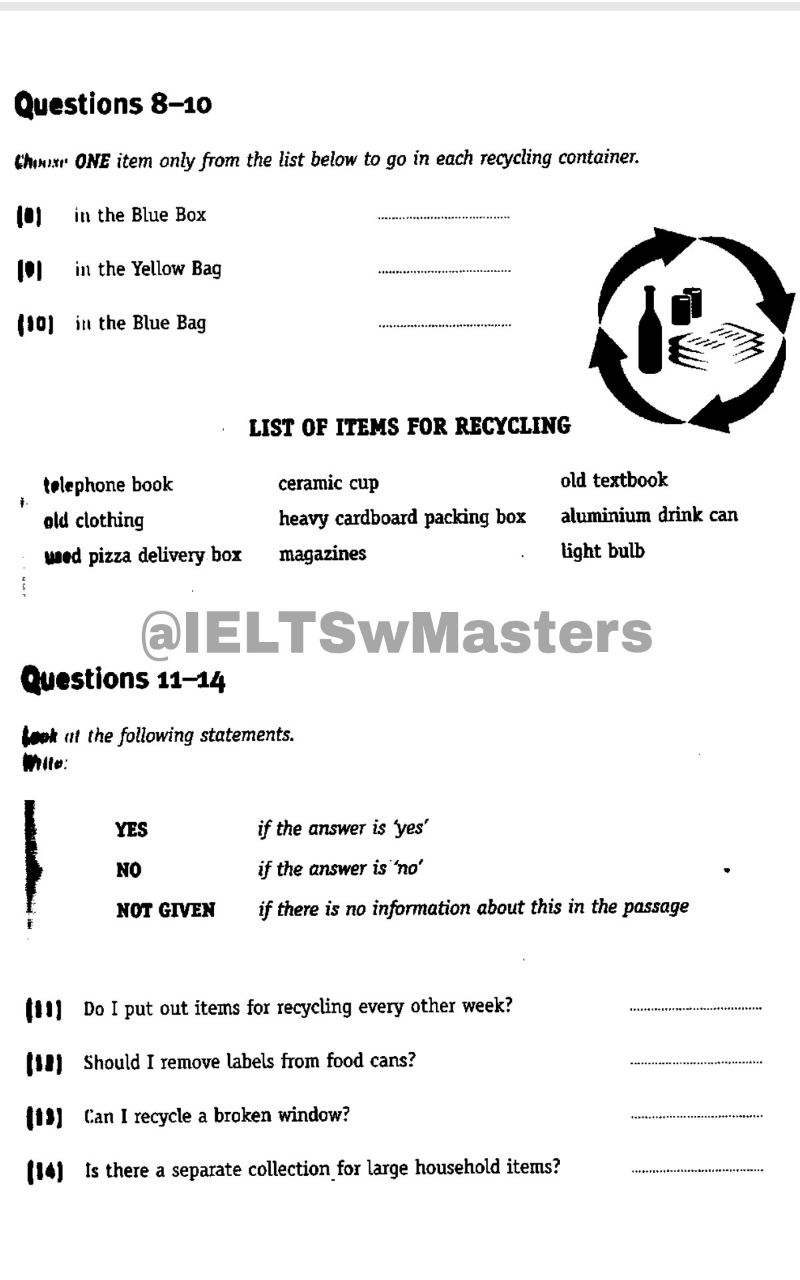 Questions 8–10
Choose ONE item only from the list below to go in each recycling container.
(8) in the Blue Box ....................
(9) in the Yellow Bag ....................
(10) in the Blue Bag ....................
LIST OF ITEMS FOR RECYCLING
telephone book ceramic cup old textbook
old clothing heavy cardboard packing box aluminium drink can
used pizza delivery box magazines light bulb
@IELTSwMasters
Questions 11–14
Look at the following statements.
Write:
YES if the answer is ‘yes’
NO if the answer is ‘no’
NOT GIVEN if there is no information about this in the passage
(11) Do I put out items for recycling every other week? ....................
(12) Should I remove labels from food cans? ....................
(13) Can I recycle a broken window? ....................
(14) Is there a separate collection for large household items? ....................